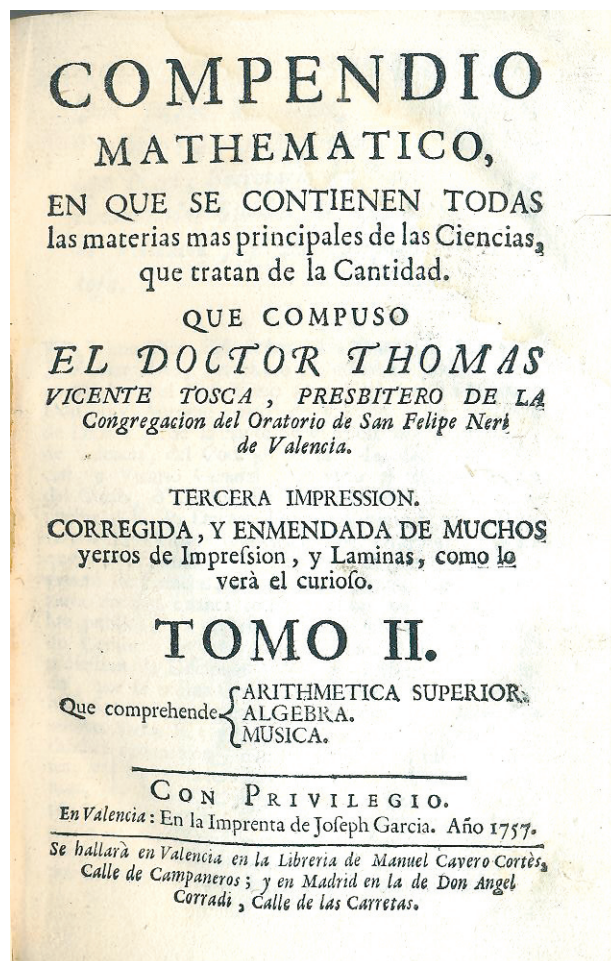 COMPENDIO
MATHEMATICO,
EN QUE SE CONTIENEN TODAS
las materias mas principales de las Ciencias,
que tratan de la Cantidad.
QUE COMPUSO
EL DOCTOR THOMAS
VICENTE TOSCA, PRESBITERO DE LA
Congregacion del Oratorio de San Felipe Neri
de Valencia.
TERCERA IMPRESSION.
CORREGIDA, Y ENMENDADA DE MUCHOS
yerros de Impreſsion, y Laminas, como lo
verà el curioſo.
TOMO II.
Que comprehende { ARITHMETICA SUPERIOR.
ALGEBRA.
MUSICA.
CON PRIVILEGIO.
En Valencia: En la Imprenta de Joſeph Garcia. Año 1757.
Se hallarà en Valencia en la Libreria de Manuel Cavero Cortès,
Calle de Campaneros; y en Madrid en la de Don Angel
Corradi, Calle de las Carretas.